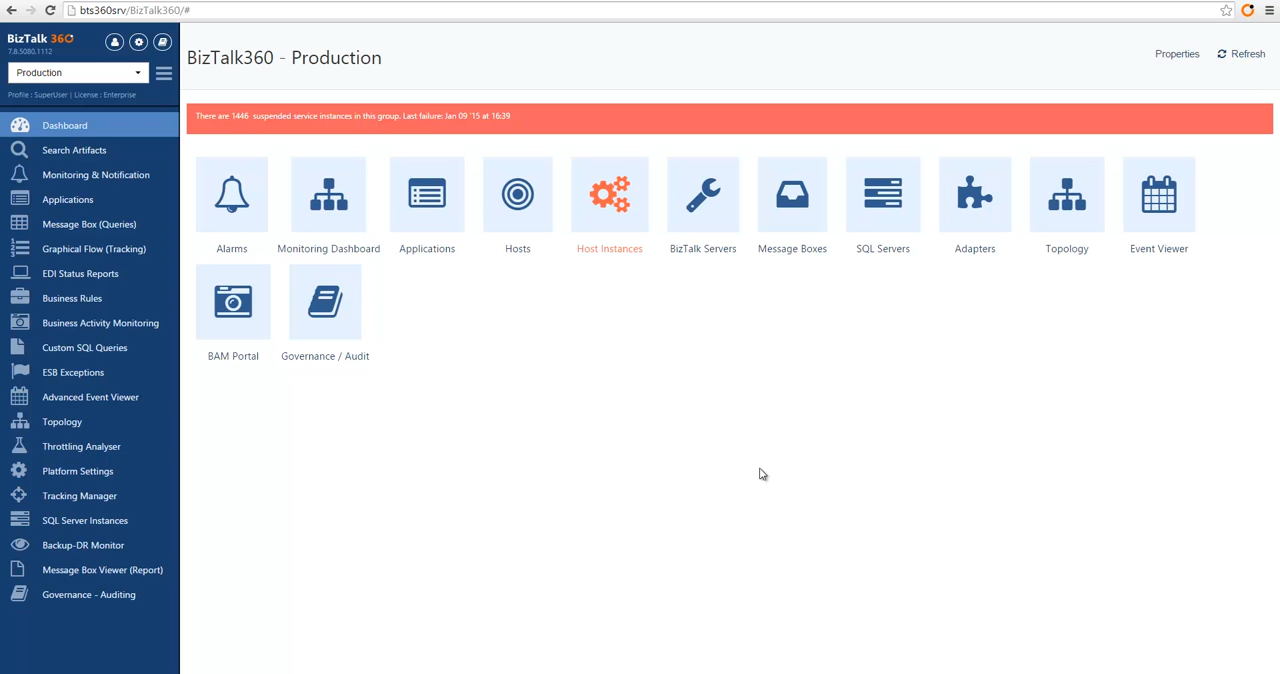 bts360srv/BizTalk360/#
BizTalk 360
7.8.5080.1112
Production
Profile : SuperUser | License : Enterprise
Dashboard
Search Artifacts
Monitoring & Notification
Applications
Message Box (Queries)
Graphical Flow (Tracking)
EDI Status Reports
Business Rules
Business Activity Monitoring
Custom SQL Queries
ESB Exceptions
Advanced Event Viewer
Topology
Throttling Analyser
Platform Settings
Tracking Manager
SQL Server Instances
Backup-DR Monitor
Message Box Viewer (Report)
Governance - Auditing
BizTalk360 - Production
Properties
Refresh
There are 1446 suspended service instances in this group. Last failure: Jan 09 '15 at 16:39
Alarms
Monitoring Dashboard
Applications
Hosts
Host Instances
BizTalk Servers
Message Boxes
SQL Servers
Adapters
Topology
Event Viewer
BAM Portal
Governance / Audit